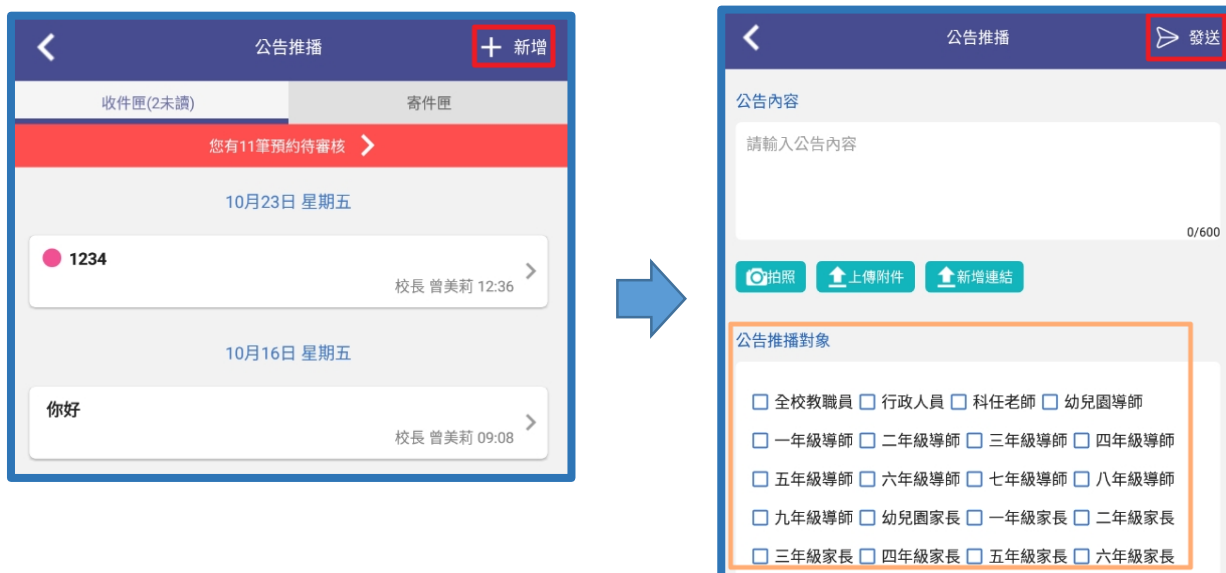 公告推播
新增
收件匣(2未讀)
寄件匣
您有11筆預約待審核
10月23日 星期五
1234
校長 曾美莉 12:36
10月16日 星期五
你好
校長 曾美莉 09:08
公告推播
發送
公告內容
請輸入公告內容
0/600
拍照 上傳附件 新增連結
公告推播對象
全校教職員 行政人員 科任老師 幼兒園導師
一年級導師 二年級導師 三年級導師 四年級導師
五年級導師 六年級導師 七年級導師 八年級導師
九年級導師 幼兒園家長 一年級家長 二年級家長
三年級家長 四年級家長 五年級家長 六年級家長